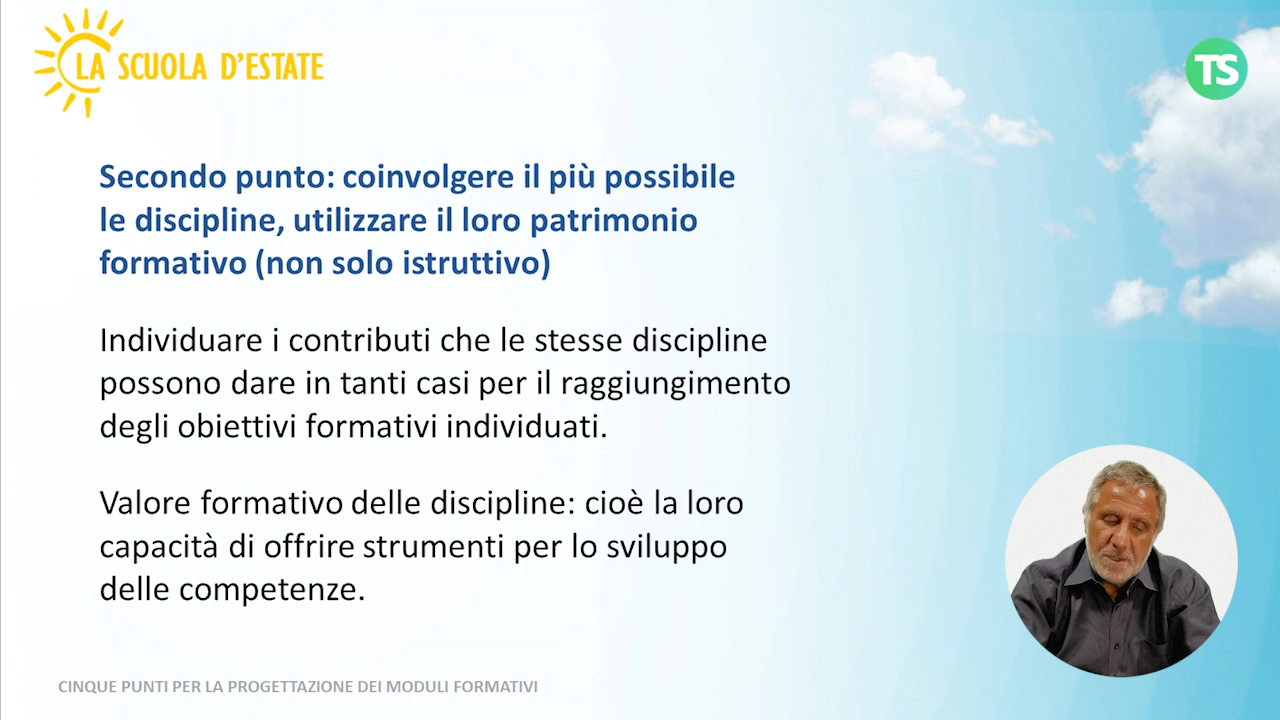 LA SCUOLA D'ESTATE
TS
Secondo punto: coinvolgere il più possibile
le discipline, utilizzare il loro patrimonio
formativo (non solo istruttivo)
Individuare i contributi che le stesse discipline
possono dare in tanti casi per il raggiungimento
degli obiettivi formativi individuati.
Valore formativo delle discipline: cioè la loro
capacità di offrire strumenti per lo sviluppo
delle competenze.
CINQUE PUNTI PER LA PROGETTAZIONE DEI MODULI FORMATIVI